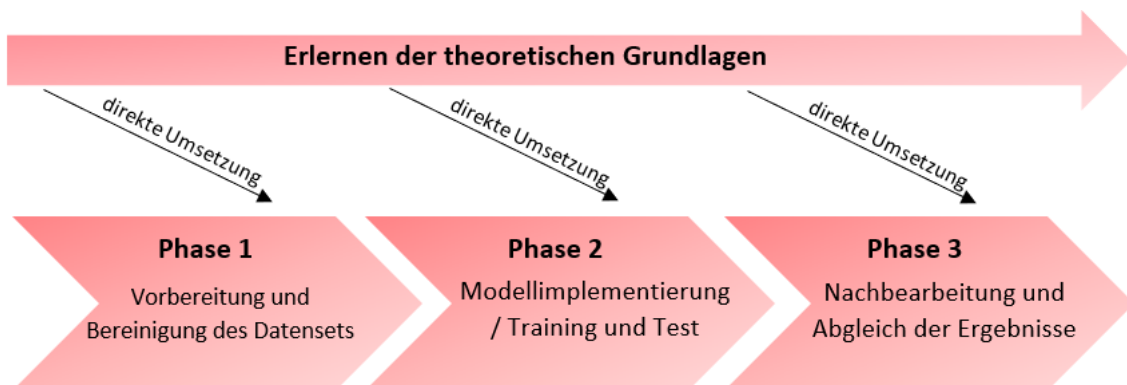 Erlernen der theoretischen Grundlagen
direkte Umsetzung
direkte Umsetzung
direkte Umsetzung
Phase 1
Vorbereitung und
Bereinigung des Datensets
Phase 2
Modellimplementierung
/ Training und Test
Phase 3
Nachbearbeitung und
Abgleich der Ergebnisse